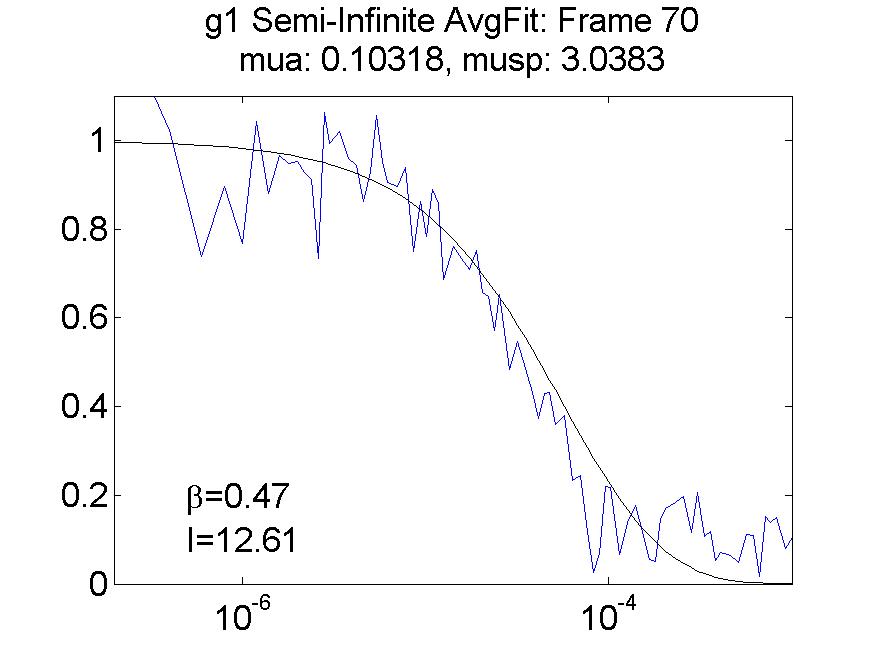 g1 Semi-Infinite AvgFit: Frame 70
mua: 0.10318, musp: 3.0383
1
0.8
0.6
0.4
0.2
0
β=0.47
I=12.61
10^-6
10^-4